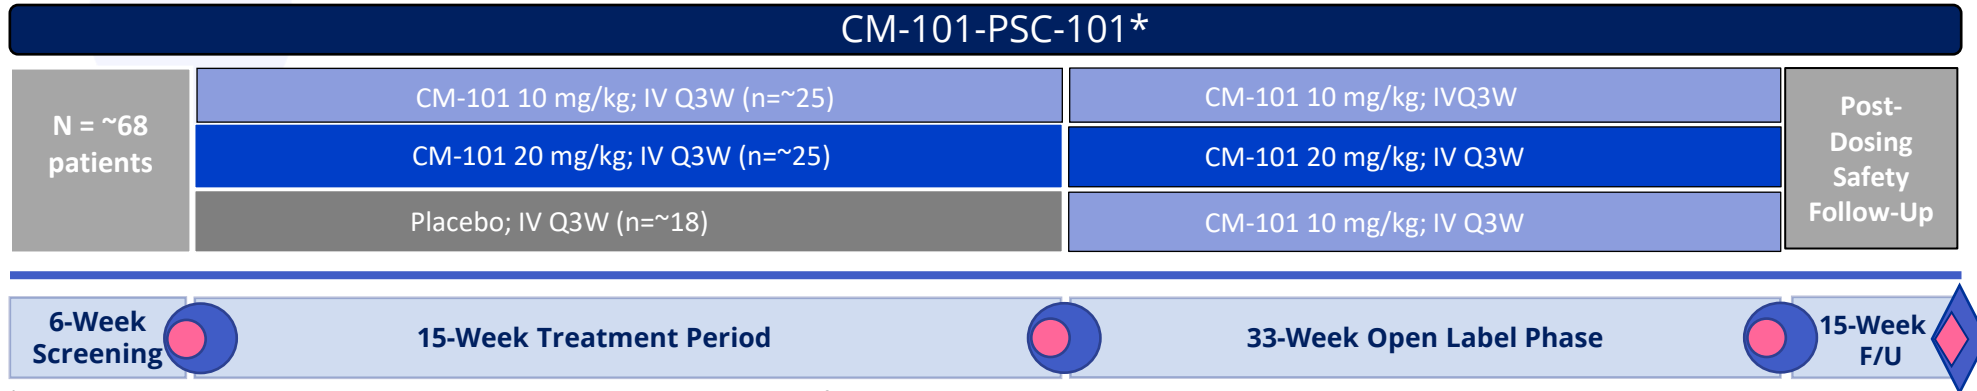 CM-101-PSC-101*
N = ~68
patients
CM-101 10 mg/kg; IV Q3W (n=~25)
CM-101 20 mg/kg; IV Q3W (n=~25)
Placebo; IV Q3W (n=~18)
CM-101 10 mg/kg; IVQ3W
CM-101 20 mg/kg; IV Q3W
CM-101 10 mg/kg; IV Q3W
Post-
Dosing
Safety
Follow-Up
6-Week
Screening
15-Week Treatment Period
33-Week Open Label Phase
15-Week
F/U